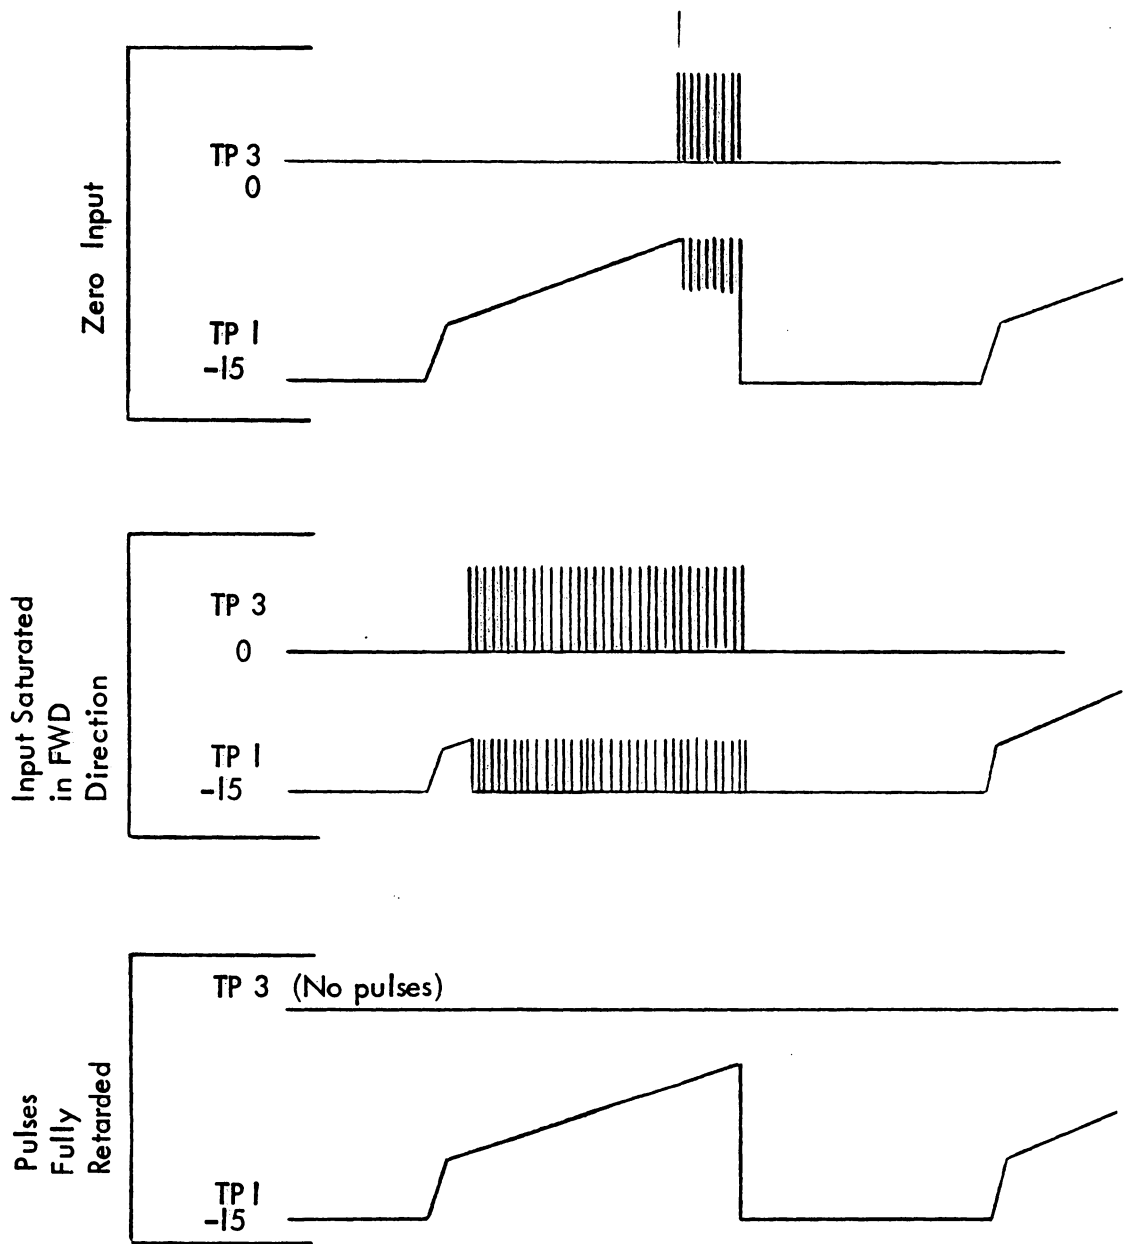 Zero Input
TP 3
0
TP 1
-15
Input Saturated
in FWD
Direction
TP 3
0
TP 1
-15
Pulses
Fully
Retarded
TP 3 (No pulses)
TP 1
-15